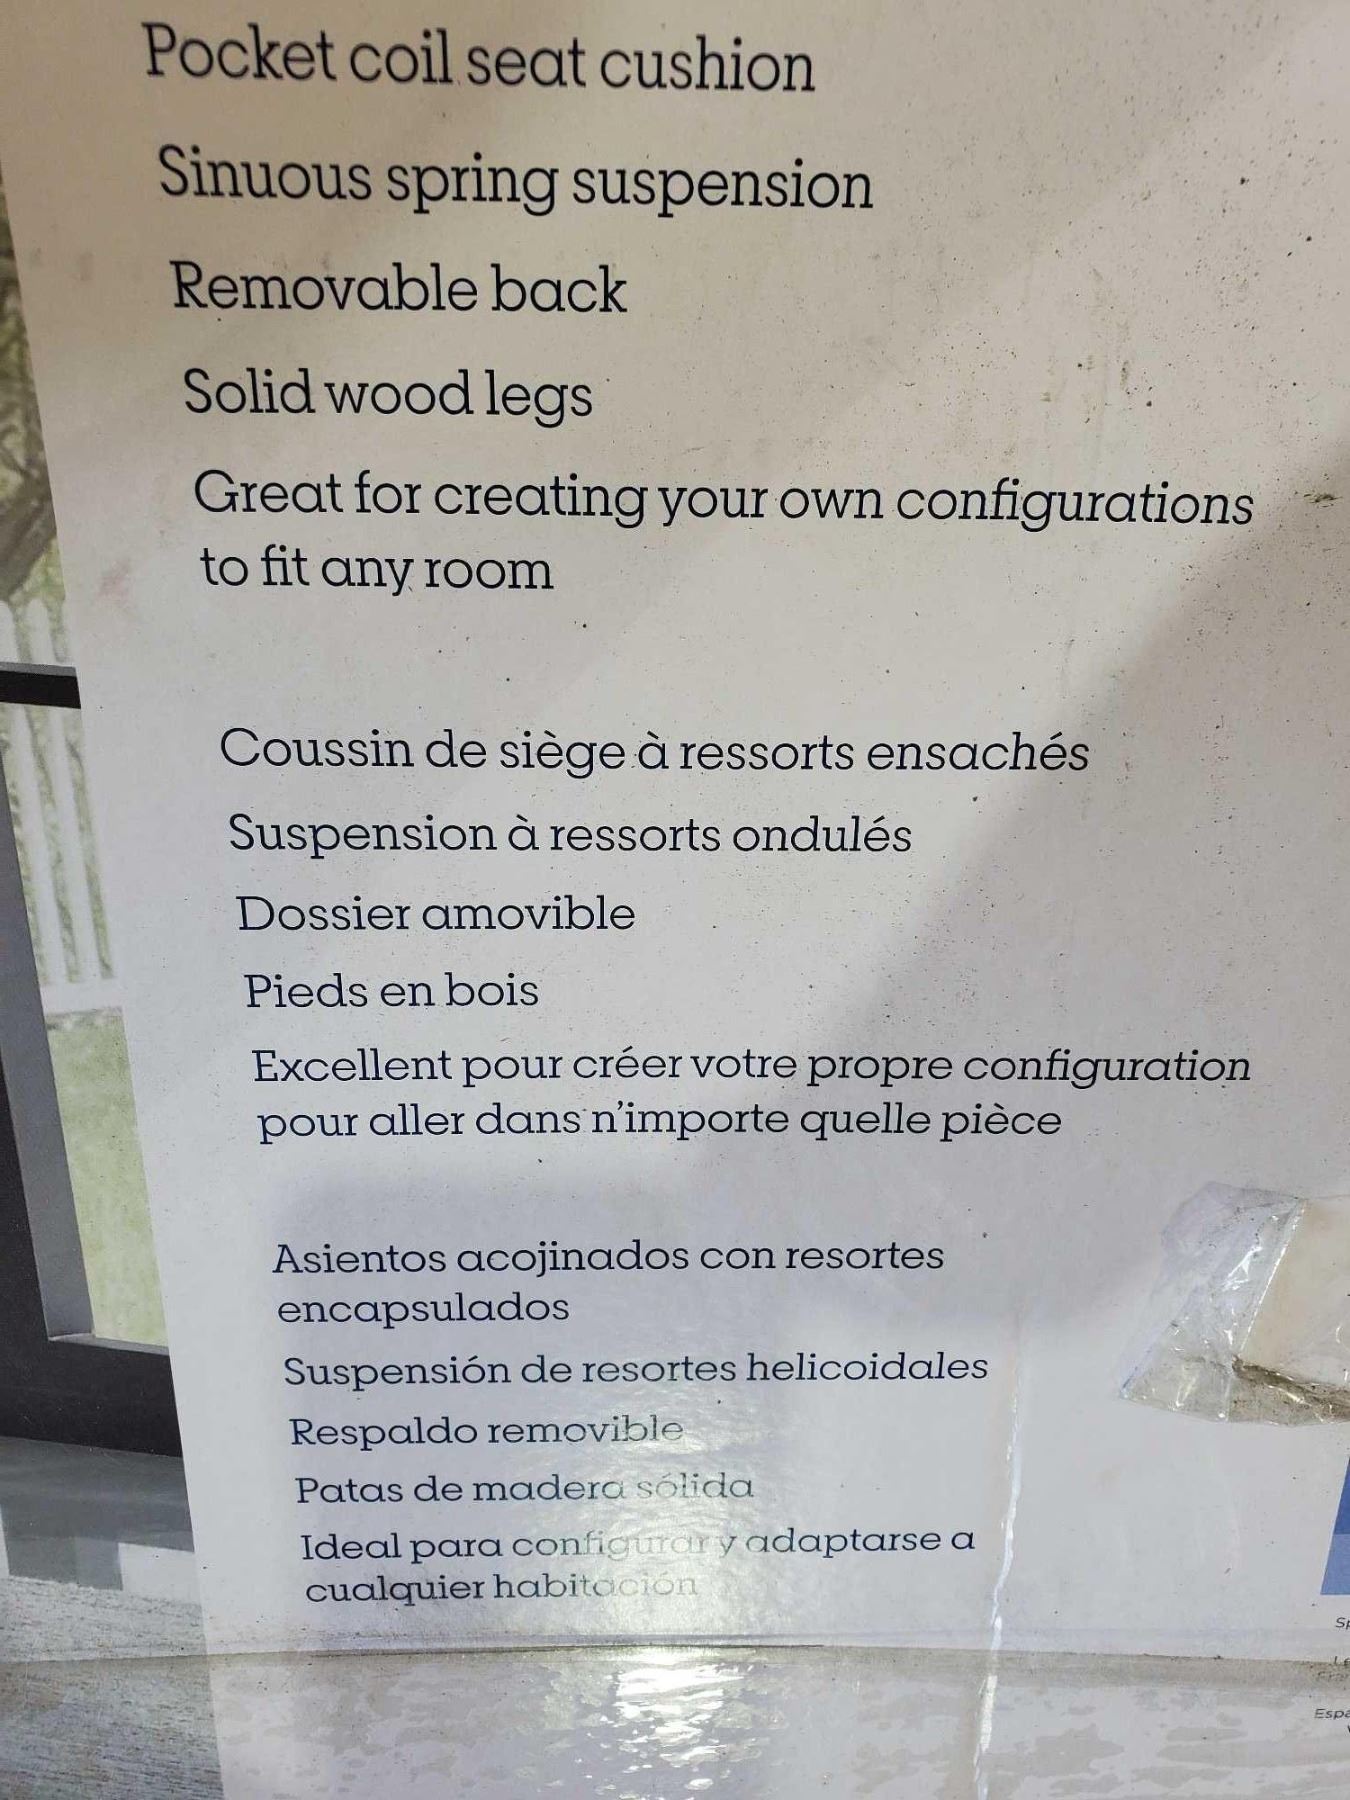 Pocket coil seat cushion
Sinuous spring suspension
Removable back
Solid wood legs
Great for creating your own configurations
to fit any room
Coussin de siège à ressorts ensachés
Suspension à ressorts ondulés
Dossier amovible
Pieds en bois
Excellent pour créer votre propre configuration
pour aller dans n'importe quelle pièce
Asientos acojinados con resortes
encapsulados
Suspensión de resortes helicoidales
Respaldo removible
Patas de madera sólida
Ideal para configurar y adaptarse a
cualquier habitación